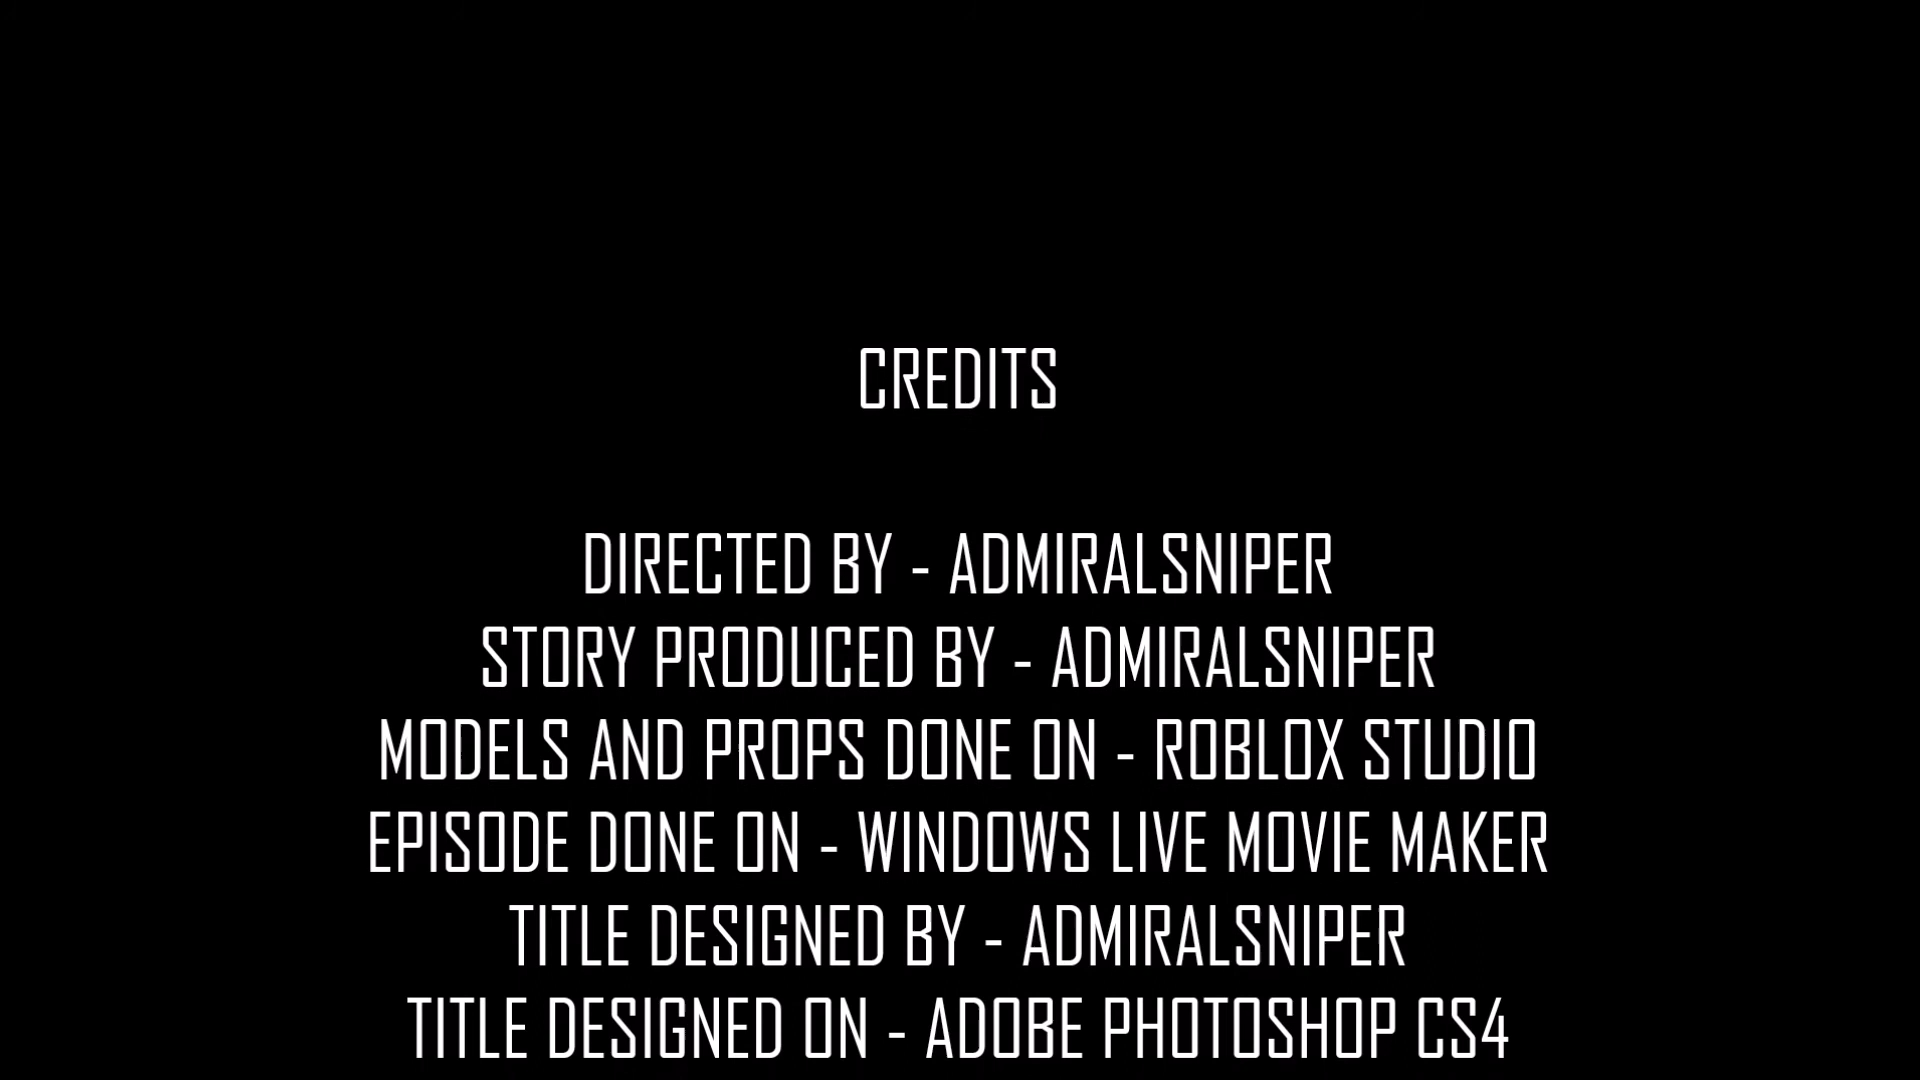 CREDITS
DIRECTED BY - ADMIRALSNIPER
STORY PRODUCED BY - ADMIRALSNIPER
MODELS AND PROPS DONE ON - ROBLOX STUDIO
EPISODE DONE ON - WINDOWS LIVE MOVIE MAKER
TITLE DESIGNED BY - ADMIRALSNIPER
TITLE DESIGNED ON - ADOBE PHOTOSHOP CS4